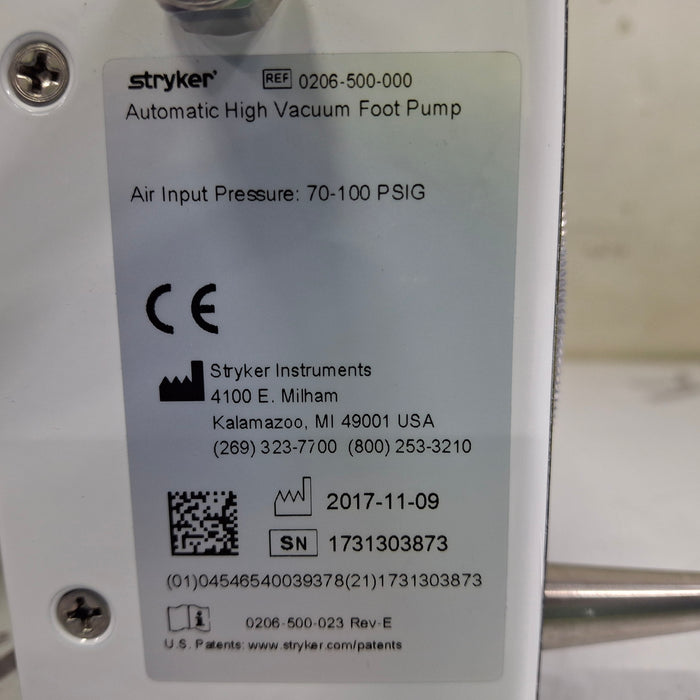 stryker REF 0206-500-000
Automatic High Vacuum Foot Pump
Air Input Pressure: 70-100 PSIG
CE
Stryker Instruments
4100 E. Milham
Kalamazoo, MI 49001 USA
(269) 323-7700 (800) 253-3210
2017-11-09
SN 1731303873
(01)04546540039378(21)1731303873
0206-500-023 Rev-E
U.S. Patents: www.stryker.com/patents